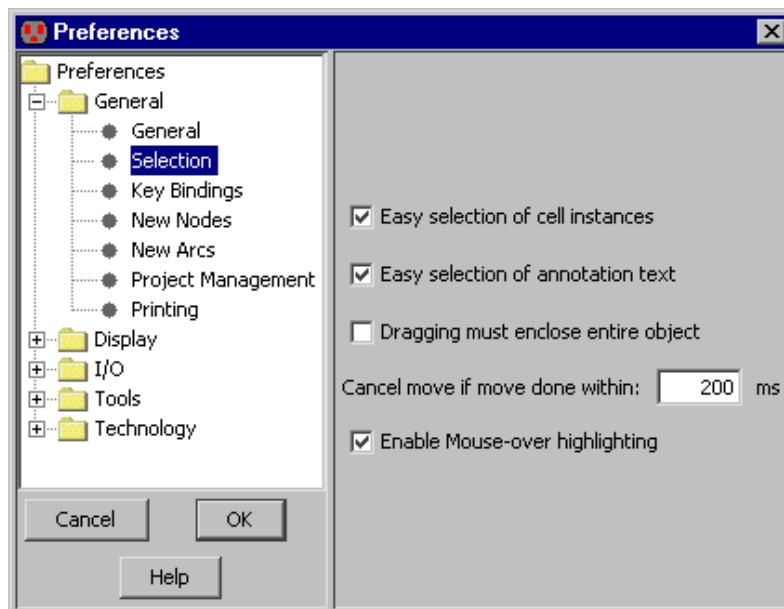 Preferences
Preferences
General
General
Selection
Key Bindings
New Nodes
New Arcs
Project Management
Printing
Display
I/O
Tools
Technology
Cancel
OK
Help
Easy selection of cell instances
Easy selection of annotation text
Dragging must enclose entire object
Cancel move if move done within: 200 ms
Enable Mouse-over highlighting